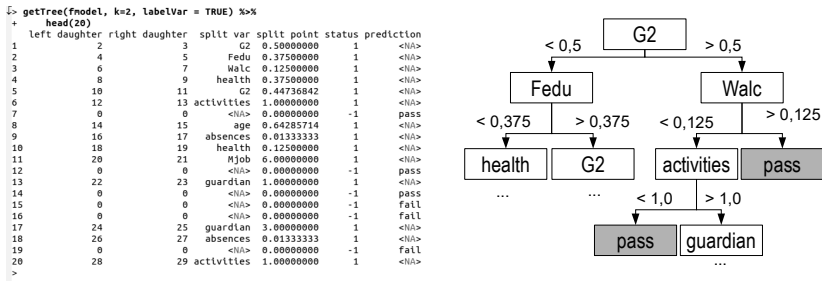 > getTree(fmodel, k=2, labelVar = TRUE) %>%
+ head(20)
left daughter right daughter split var split point status prediction
1 2 3 G2 0.50000000 1 <NA>
2 4 5 Fedu 0.37500000 1 <NA>
3 6 7 Walc 0.12500000 1 <NA>
4 8 9 health 0.37500000 1 <NA>
5 10 11 G2 0.44736842 1 <NA>
6 12 13 activities 1.00000000 1 <NA>
7 0 0 <NA> 0.00000000 -1 pass
8 14 15 age 0.64285714 1 <NA>
9 16 17 absences 0.01333333 1 <NA>
10 18 19 health 0.12500000 1 <NA>
11 20 21 Mjob 6.00000000 1 <NA>
12 0 0 <NA> 0.00000000 -1 pass
13 22 23 guardian 1.00000000 1 <NA>
14 0 0 <NA> 0.00000000 -1 pass
15 0 0 <NA> 0.00000000 -1 fail
16 0 0 <NA> 0.00000000 -1 fail
17 24 25 guardian 3.00000000 1 <NA>
18 26 27 absences 0.01333333 1 <NA>
19 0 0 <NA> 0.00000000 -1 fail
20 28 29 activities 1.00000000 1 <NA>
>
G2
< 0,5 > 0,5
Fedu Walc
< 0,375 > 0,375 < 0,125 > 0,125
health G2 activities pass
... ...
< 1,0 > 1,0
pass guardian
...